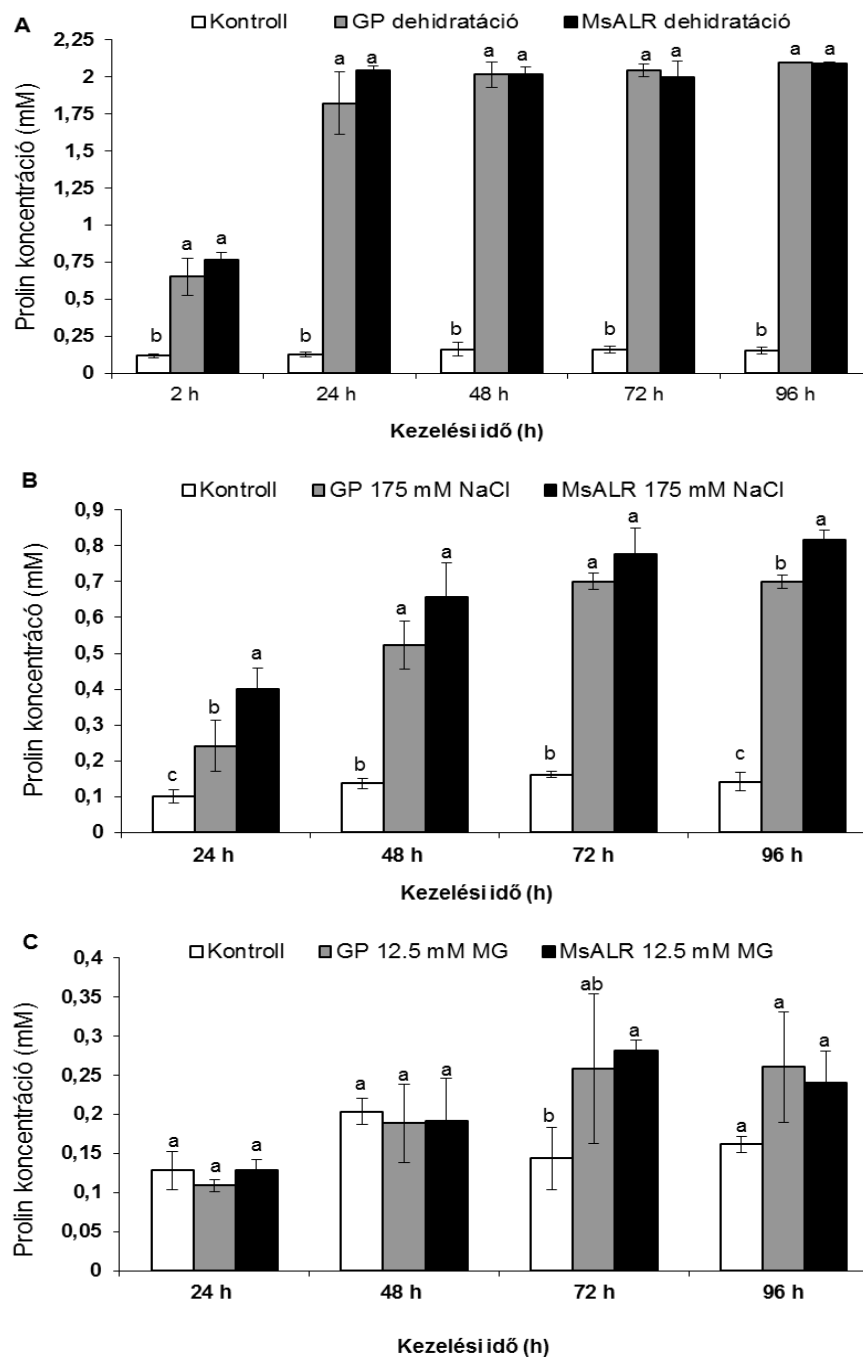 A
Kontroll GP dehidratáció MsALR dehidratáció
Prolin koncentráció (mM)
2,25
2
1,75
1,5
1,25
1
0,75
0,5
0,25
0
b a a b a a b a a b a a b a a
2 h 24 h 48 h 72 h 96 h
Kezelési idő (h)
B
Kontroll GP 175 mM NaCl MsALR 175 mM NaCl
Prolin koncentrácó (mM)
0,9
0,8
0,7
0,6
0,5
0,4
0,3
0,2
0,1
0
c b a b a a b a a c b a
24 h 48 h 72 h 96 h
Kezelési idő (h)
C
Kontroll GP 12.5 mM MG MsALR 12.5 mM MG
Prolin koncentráció (mM)
0,4
0,35
0,3
0,25
0,2
0,15
0,1
0,05
0
a a a a a a b ab a a a a
24 h 48 h 72 h 96 h
Kezelési idő (h)